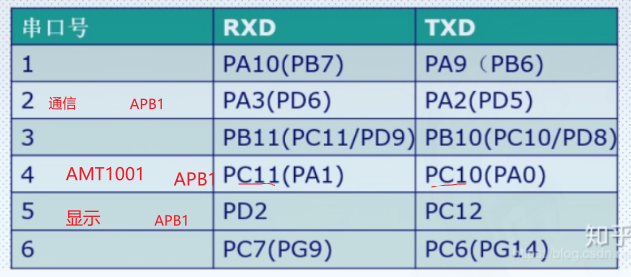 串口号 RXD TXD
1 PA10(PB7) PA9（PB6)
2 通信 APB1 PA3(PD6) PA2(PD5)
3 PB11(PC11/PD9) PB10(PC10/PD8)
4 AMT1001 APB1 PC11(PA1) PC10(PA0)
5 显示 APB1 PD2 PC12
6 PC7(PG9) PC6(PG14)
知乎